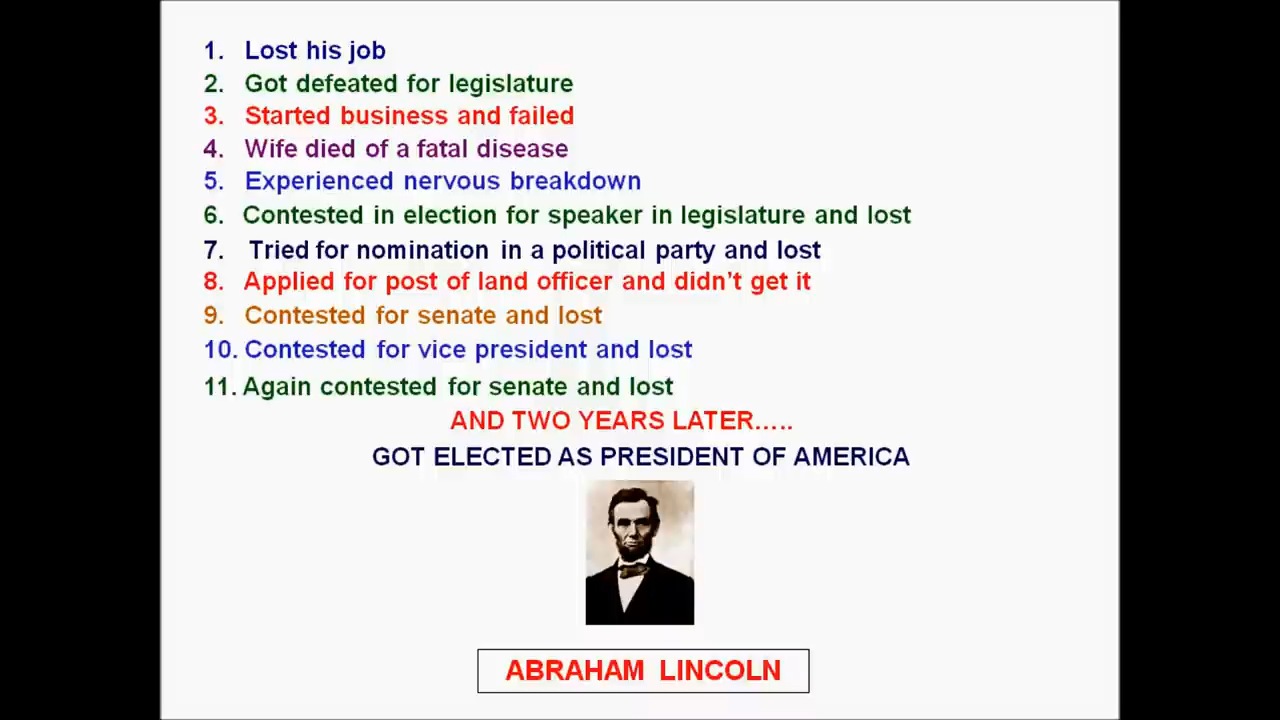 1. Lost his job
2. Got defeated for legislature
3. Started business and failed
4. Wife died of a fatal disease
5. Experienced nervous breakdown
6. Contested in election for speaker in legislature and lost
7. Tried for nomination in a political party and lost
8. Applied for post of land officer and didn’t get it
9. Contested for senate and lost
10. Contested for vice president and lost
11. Again contested for senate and lost
AND TWO YEARS LATER…..
GOT ELECTED AS PRESIDENT OF AMERICA
ABRAHAM LINCOLN